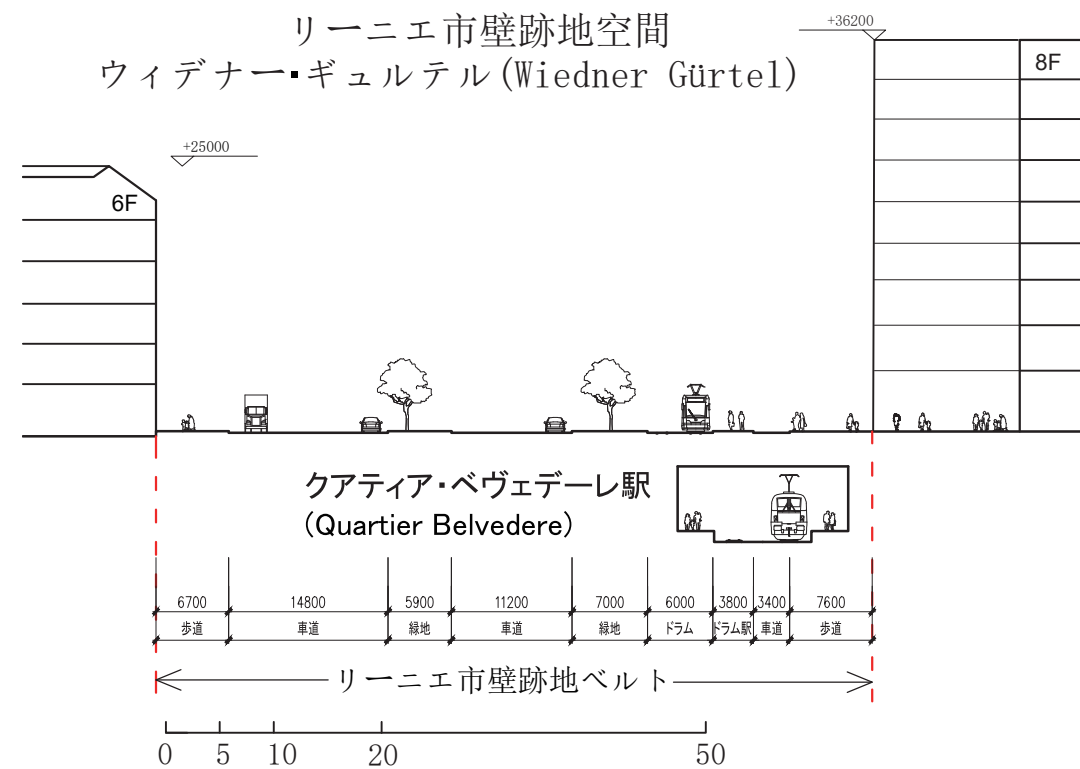 リーニエ市壁跡地空間
ウィデナー・ギュルテル(Wiedner Gürtel)
+36200
8F
+25000
6F
クアティア・ベヴェデーレ駅
(Quartier Belvedere)
6700 14800 5900 11200 7000 6000 3800 3400 7600
歩道 車道 緑地 車道 緑地 ドラム ドラム駅 車道 歩道
リーニエ市壁跡地ベルト
0 5 10 20 50